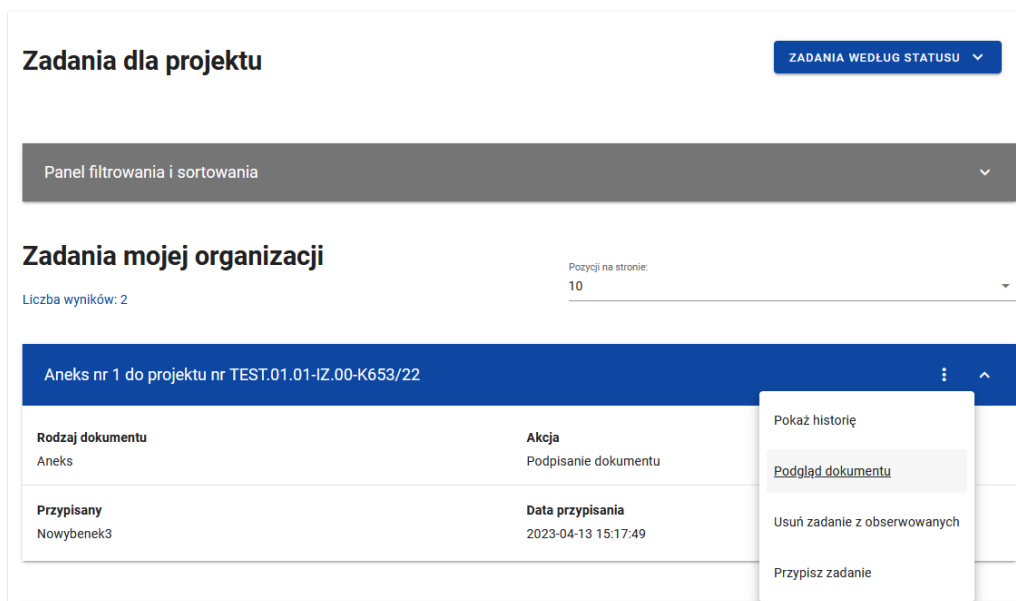 Zadania dla projektu
ZADANIA WEDŁUG STATUSU
Panel filtrowania i sortowania
Zadania mojej organizacji
Liczba wyników: 2
Pozycji na stronie:
10
Aneks nr 1 do projektu nr TEST.01.01-IZ.00-K653/22
Rodzaj dokumentu
Aneks
Akcja
Podpisanie dokumentu
Przypisany
Nowybenek3
Data przypisania
2023-04-13 15:17:49
Pokaż historię
Podgląd dokumentu
Usuń zadanie z obserwowanych
Przypisz zadanie